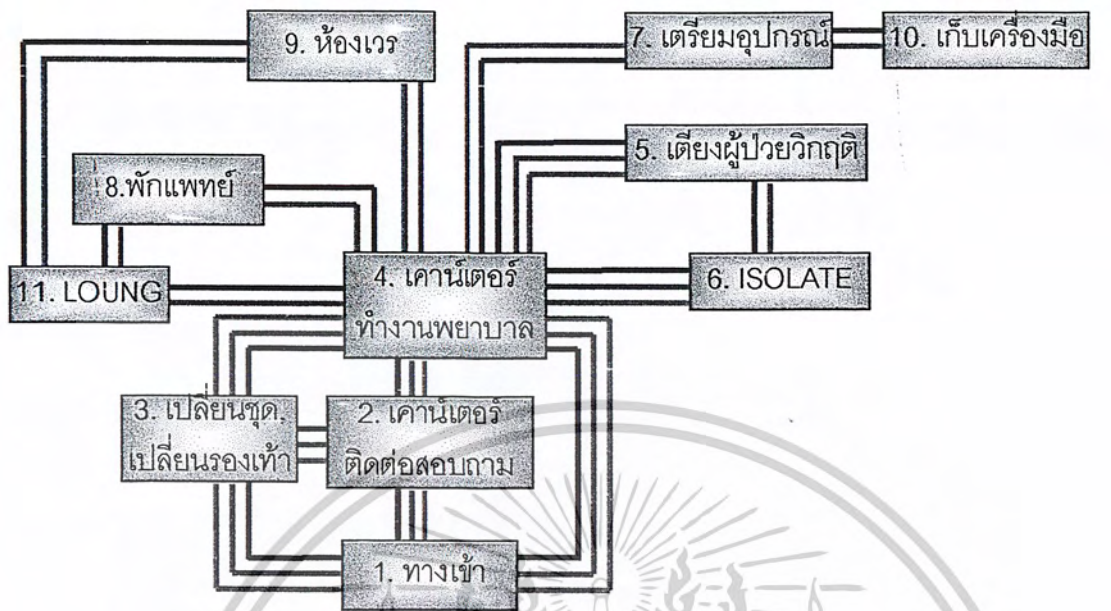 9. ห้องเวร
7. เตรียมอุปกรณ์
10. เก็บเครื่องมือ
5. เตียงผู้ป่วยวิกฤติ
8.พักแพทย์
11. LOUNG
4. เคาน์เตอร์
ทำงานพยาบาล
6. ISOLATE
3. เปลี่ยนชุด,
เปลี่ยนรองเท้า
2. เคาน์เตอร์
ติดต่อสอบถาม
1. ทางเข้า